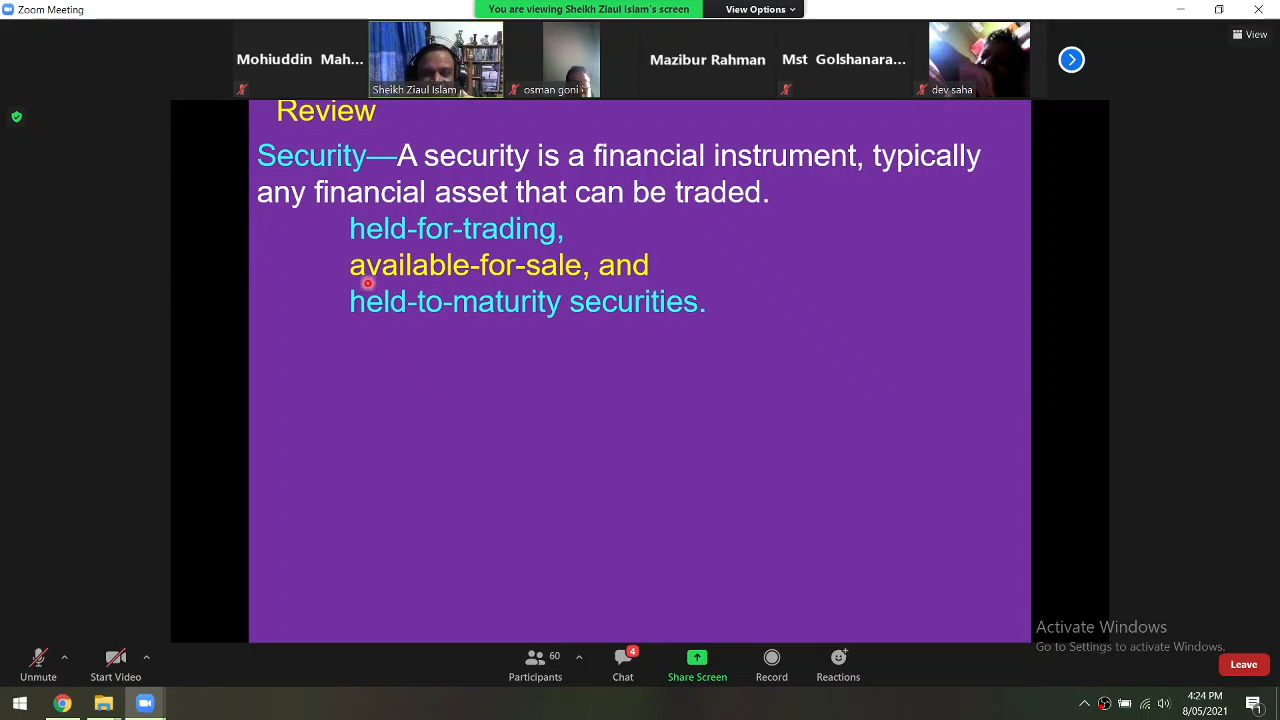 Zoom Meeting
You are viewing Sheikh Ziaul Islam's screen
View Options
View
Mohiuddin Mah...
Sheikh Ziaul Islam
osman goni
Mazibur Rahman
Mst Golshanara...
dev saha
Review
Security—A security is a financial instrument, typically
any financial asset that can be traded.
held-for-trading,
available-for-sale, and
held-to-maturity securities.
Activate Windows
Go to Settings to activate Windows.
Unmute
Start Video
60
Participants
4
Chat
Share Screen
Record
Reactions
Leave
4:24 PM
8/05/2021
1